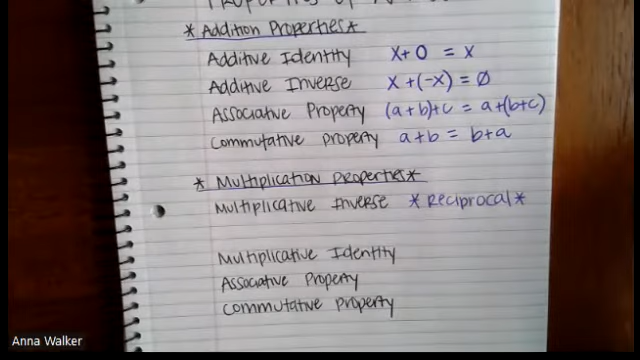 * Addition Properties *
Additive Identity x + 0 = x
Additive Inverse x + (-x) = 0
Associative Property (a+b)+c = a+(b+c)
Commutative Property a+b = b+a
* Multiplication Properties *
Multiplicative Inverse * Reciprocal *
Multiplicative Identity
Associative Property
Commutative Property
Anna Walker